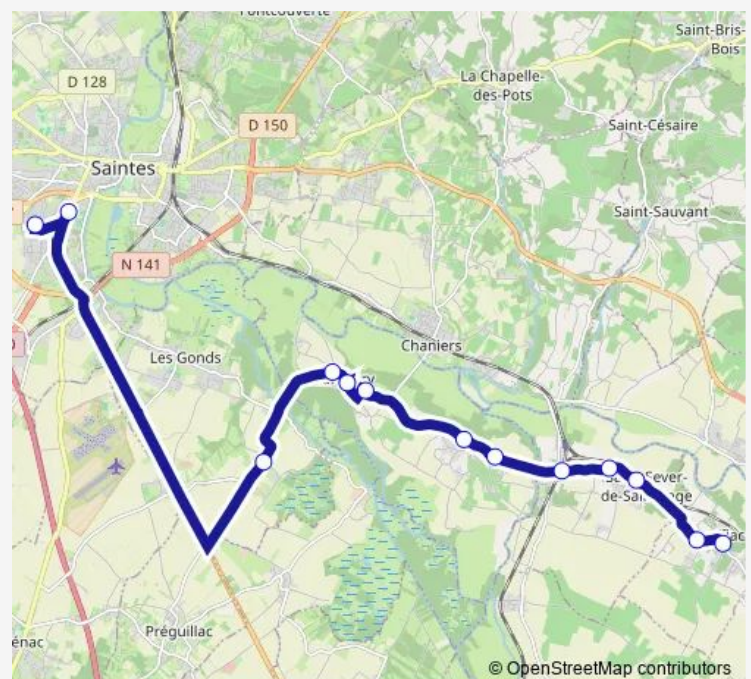 Saint-Bris-
Bois
La Chapelle-
des-Pots
D 128
D 150
Saint-Césaire
Saintes
Saint-Sauvant
N 141
Chaniers
Les Gonds
Préguillac
© OpenStreetMap contributors